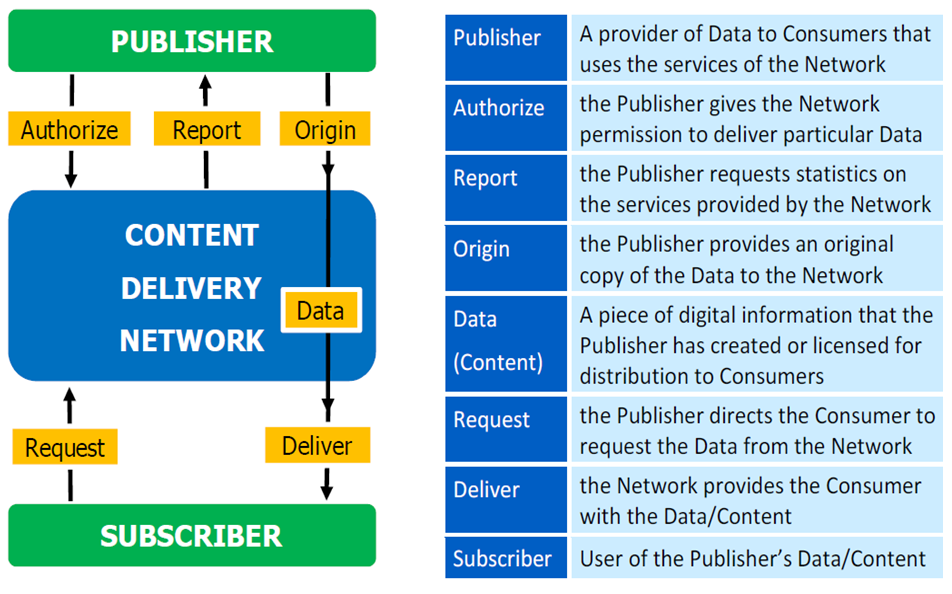 PUBLISHER
Authorize
Report
Origin
CONTENT
DELIVERY
NETWORK
Data
Request
Deliver
SUBSCRIBER
Publisher
A provider of Data to Consumers that
uses the services of the Network
Authorize
the Publisher gives the Network
permission to deliver particular Data
Report
the Publisher requests statistics on
the services provided by the Network
Origin
the Publisher provides an original
copy of the Data to the Network
Data
(Content)
A piece of digital information that the
Publisher has created or licensed for
distribution to Consumers
Request
the Publisher directs the Consumer to
request the Data from the Network
Deliver
the Network provides the Consumer
with the Data/Content
Subscriber
User of the Publisher's Data/Content